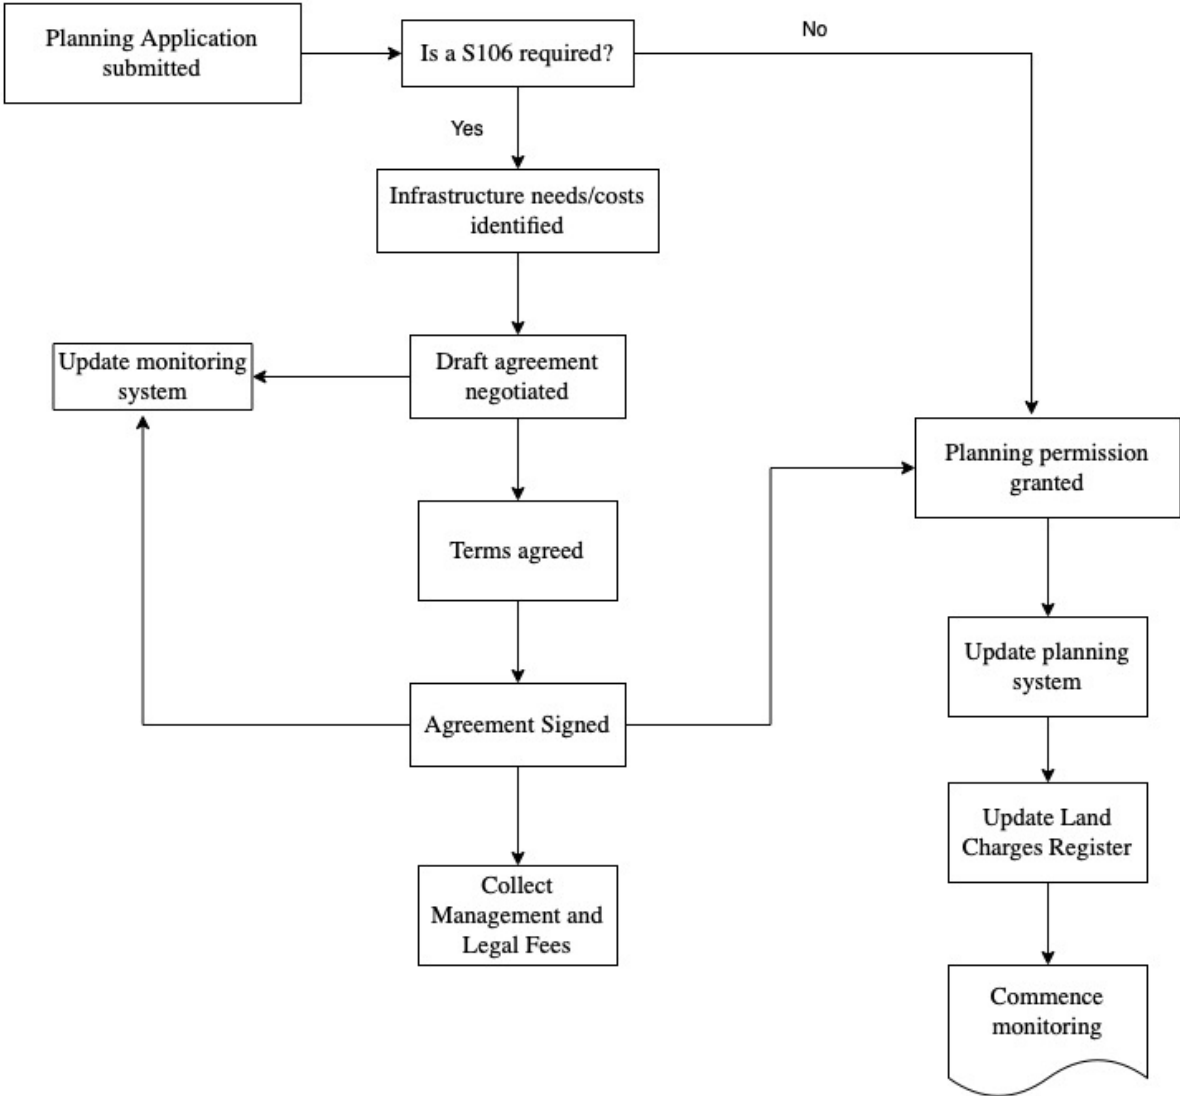 Planning Application
submitted
Is a S106 required?
No
Yes
Infrastructure needs/costs
identified
Update monitoring
system
Draft agreement
negotiated
Planning permission
granted
Terms agreed
Update planning
system
Agreement Signed
Update Land
Charges Register
Collect
Management and
Legal Fees
Commence
monitoring